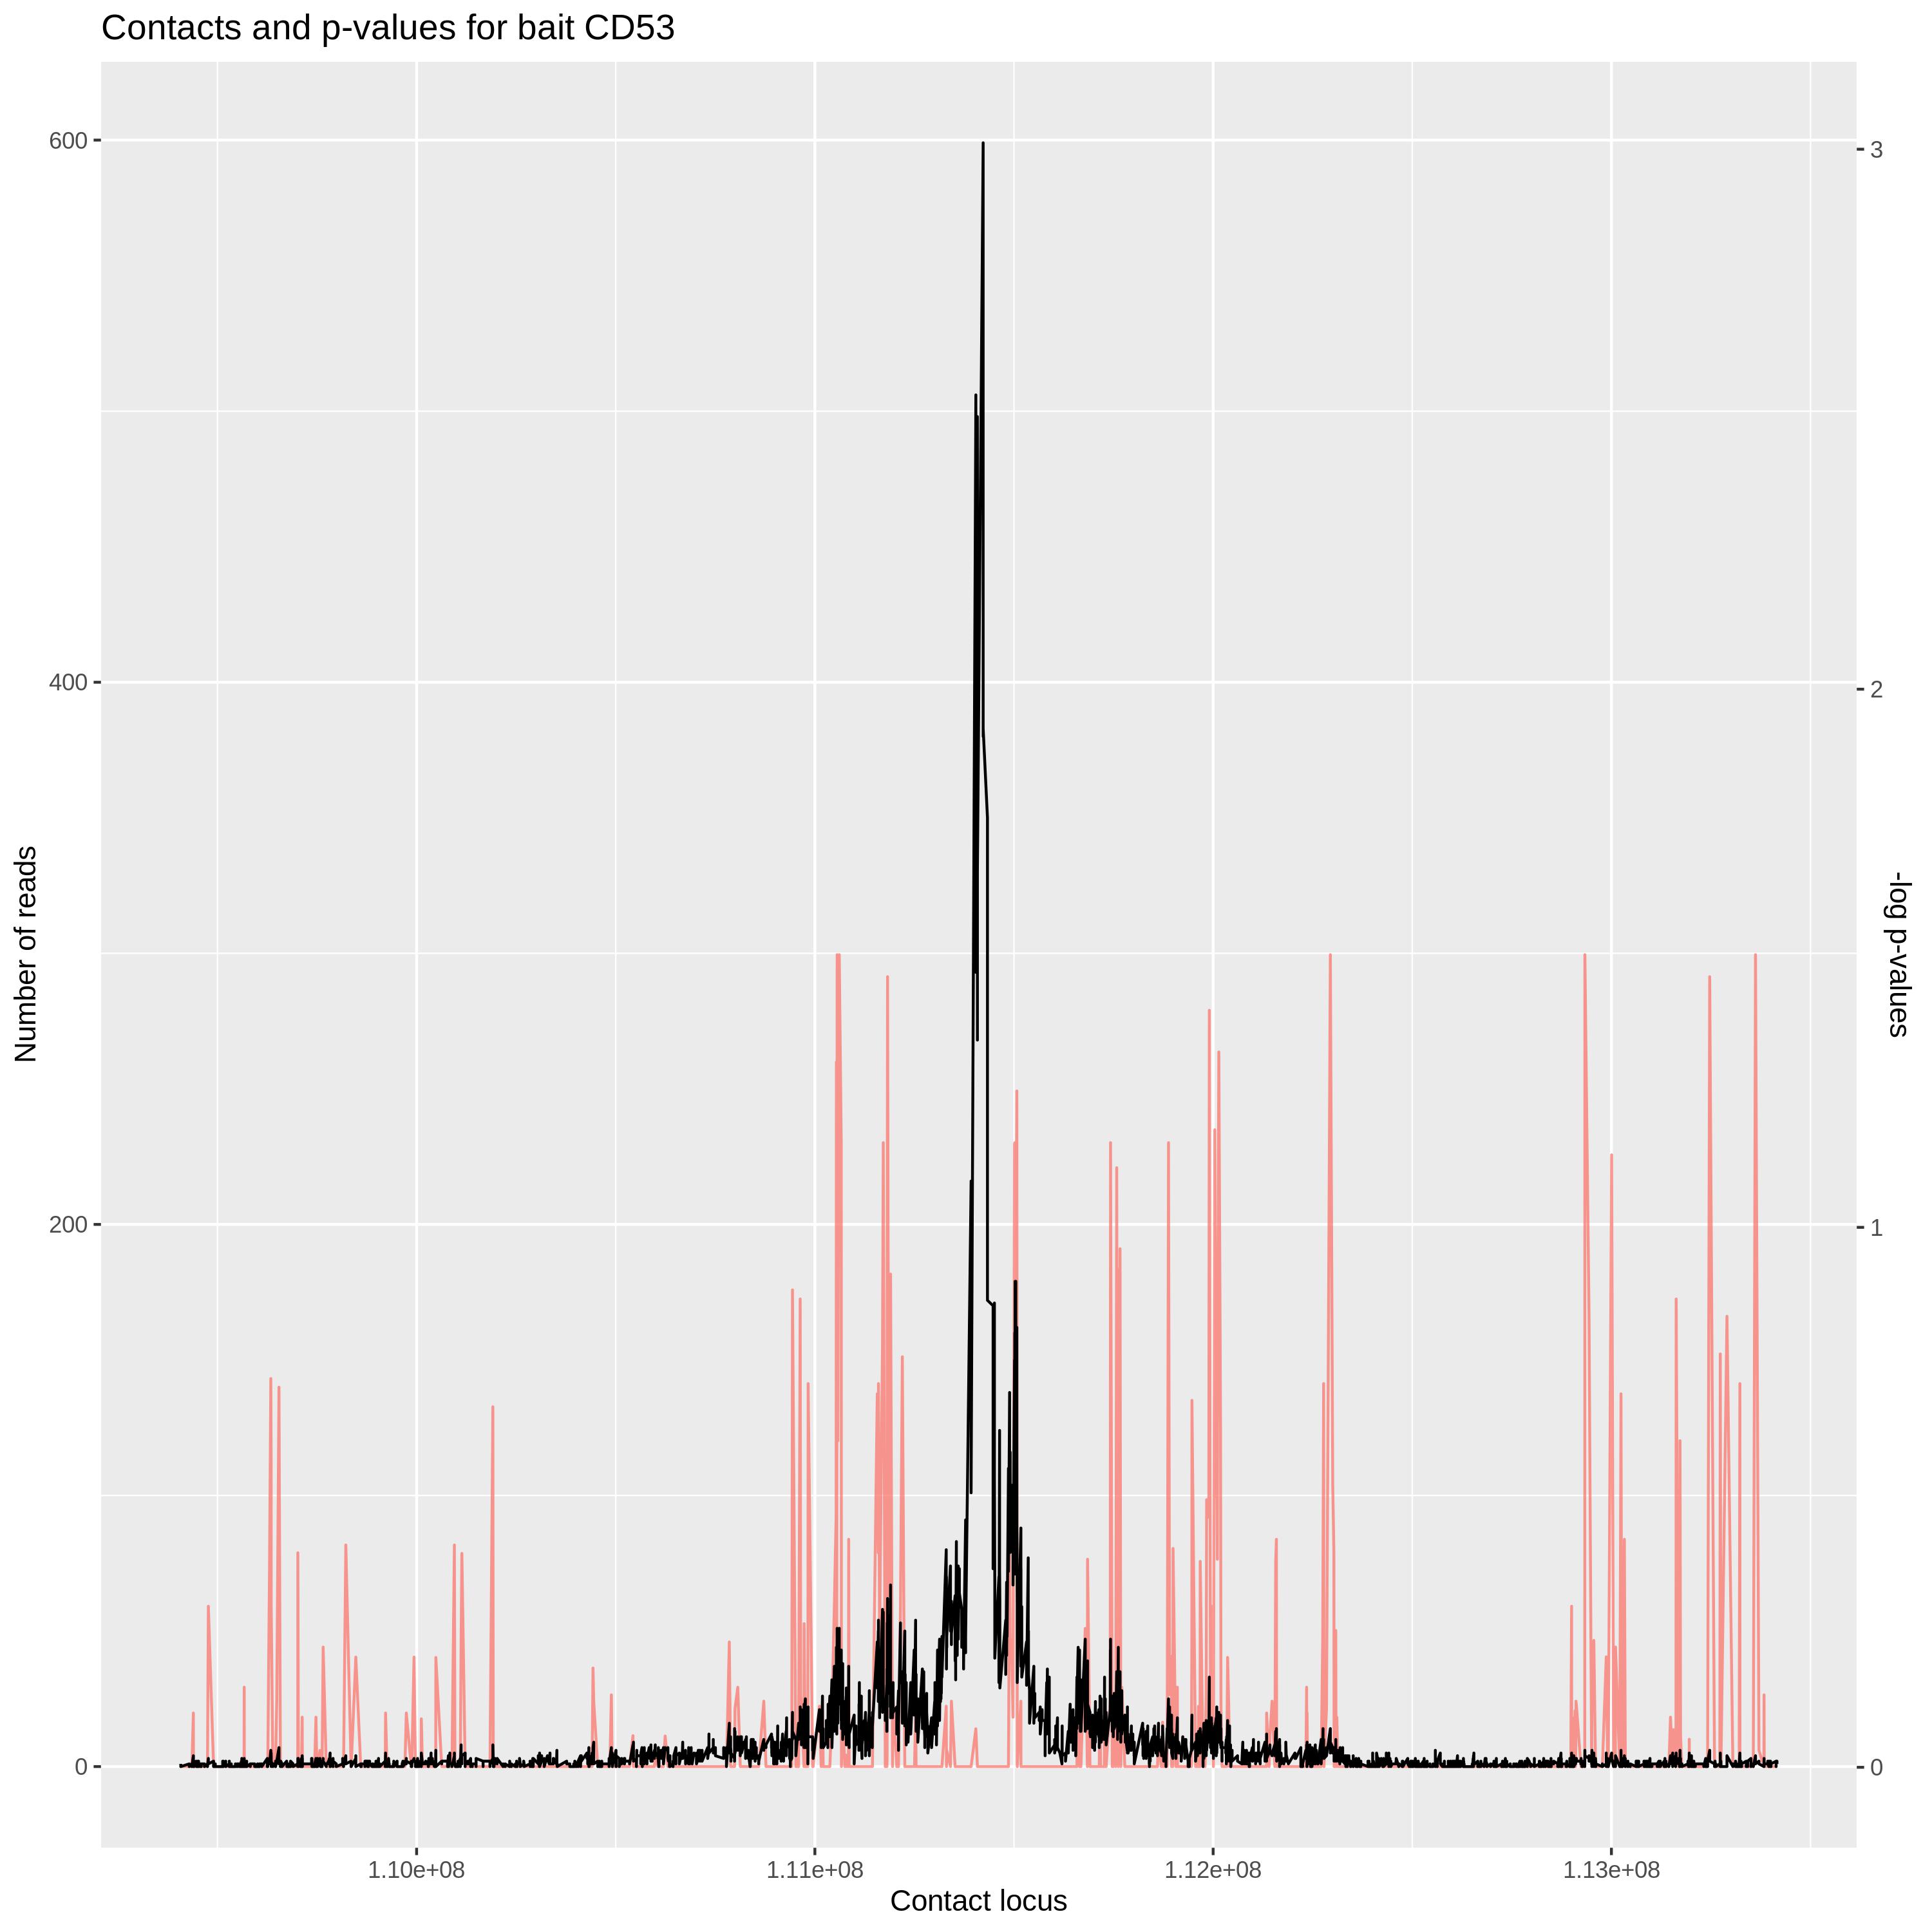 Contacts and p-values for bait CD53
600
400
200
0
Number of reads
3
2
1
0
-log p-values
1.10e+08
1.11e+08
1.12e+08
1.13e+08
Contact locus